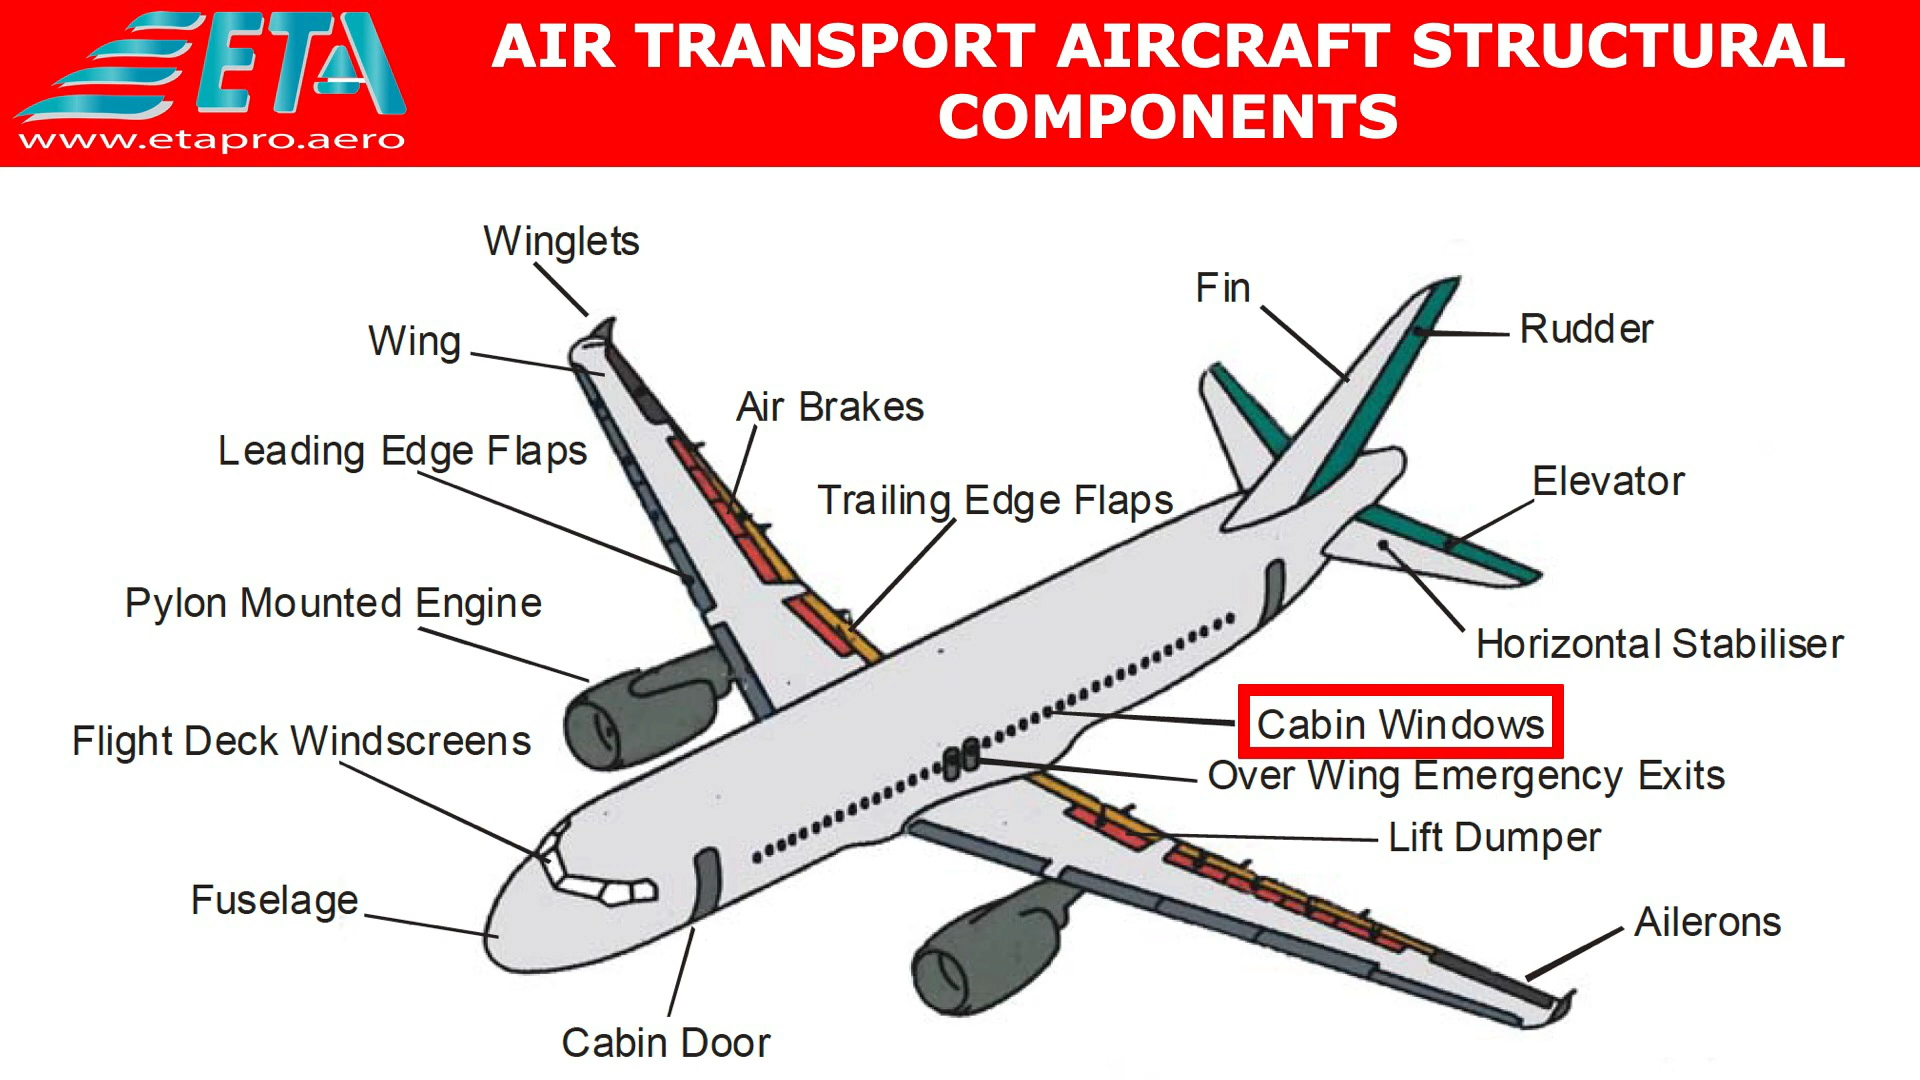 ETA
www.etapro.aero
AIR TRANSPORT AIRCRAFT STRUCTURAL
COMPONENTS
Winglets
Fin
Rudder
Wing
Air Brakes
Leading Edge Flaps
Trailing Edge Flaps
Elevator
Pylon Mounted Engine
Horizontal Stabiliser
Cabin Windows
Flight Deck Windscreens
Over Wing Emergency Exits
Lift Dumper
Fuselage
Ailerons
Cabin Door